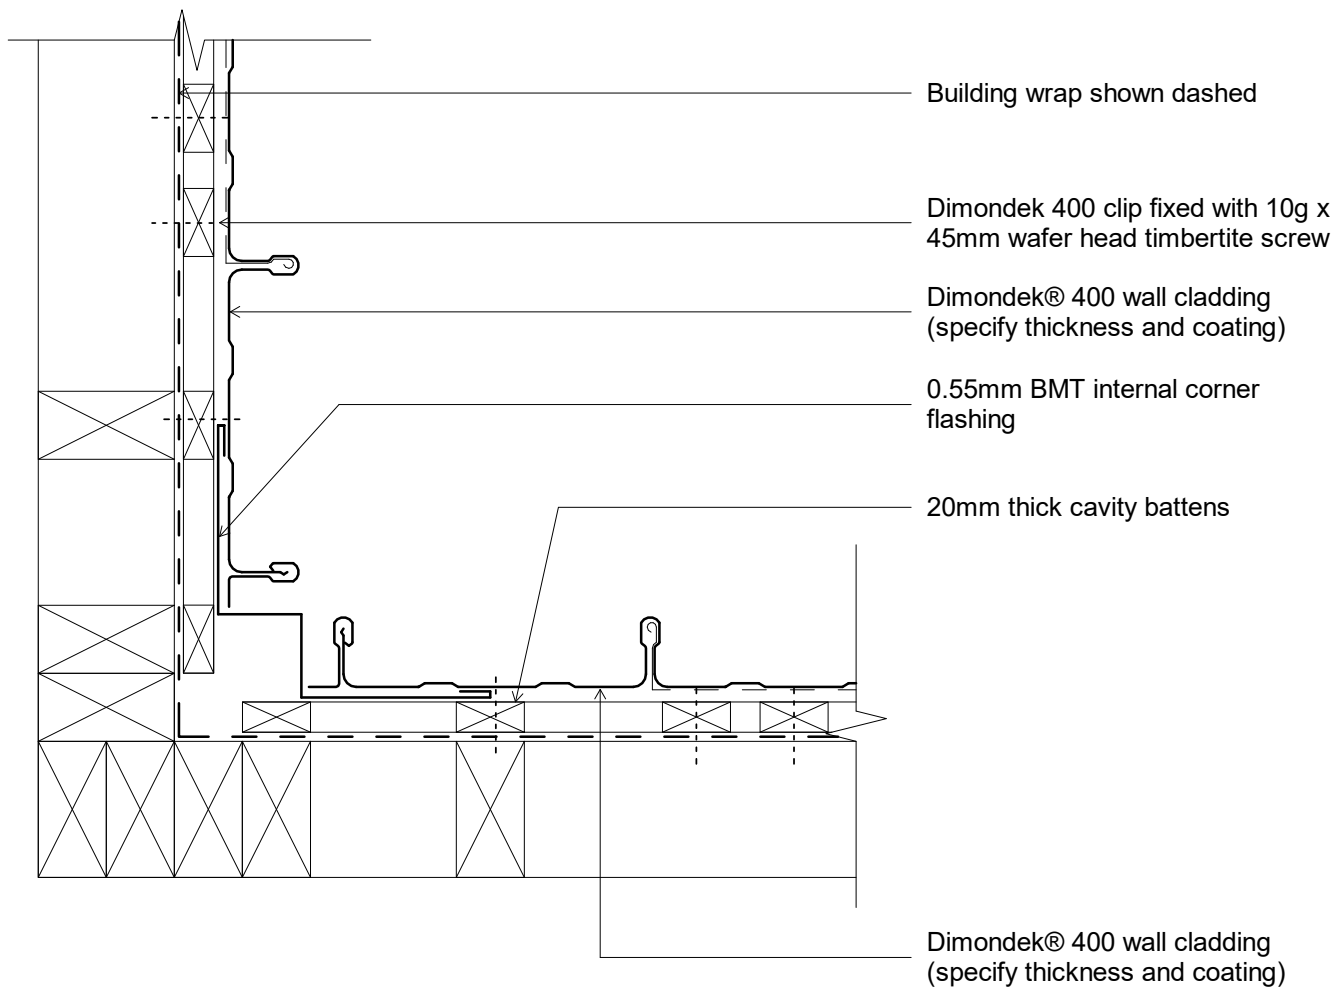 Building wrap shown dashed
Dimondek 400 clip fixed with 10g x
45mm wafer head timbertite screw
Dimondek® 400 wall cladding
(specify thickness and coating)
0.55mm BMT internal corner
flashing
20mm thick cavity battens
Dimondek® 400 wall cladding
(specify thickness and coating)